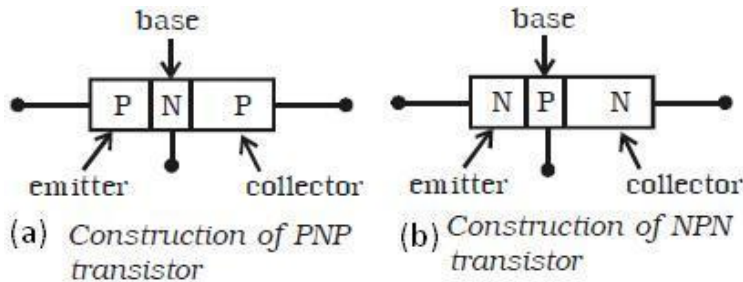 base
P N P
emitter
collector
(a) Construction of PNP
transistor
base
N P N
emitter
collector
(b) Construction of NPN
transistor